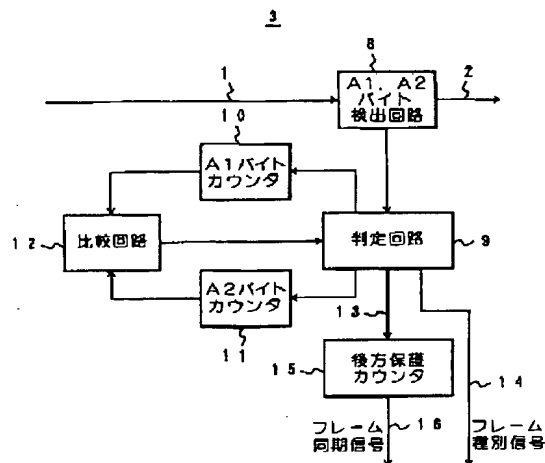 3
8
1
A1、A2
バイト
検出回路
2
10
A1バイト
カウンタ
12
比較回路
判定回路
9
A2バイト
カウンタ
11
13
15
後方保護
カウンタ
14
フレーム
同期信号
16
フレーム
種別信号